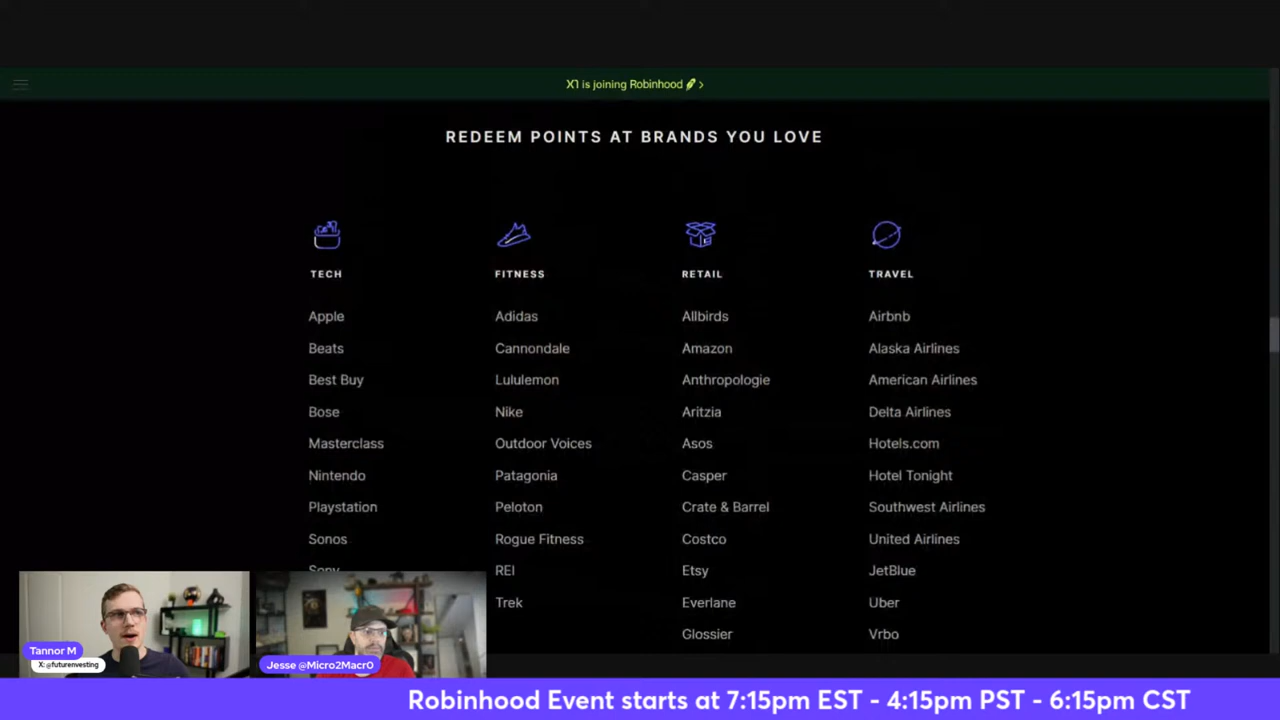 X1 is joining Robinhood
REDEEM POINTS AT BRANDS YOU LOVE
TECH
Apple
Beats
Best Buy
Bose
Masterclass
Nintendo
Playstation
Sonos
Sony
FITNESS
Adidas
Cannondale
Lululemon
Nike
Outdoor Voices
Patagonia
Peloton
Rogue Fitness
REI
Trek
RETAIL
Allbirds
Amazon
Anthropologie
Aritzia
Asos
Casper
Crate & Barrel
Costco
Etsy
Everlane
Glossier
TRAVEL
Airbnb
Alaska Airlines
American Airlines
Delta Airlines
Hotels.com
Hotel Tonight
Southwest Airlines
United Airlines
JetBlue
Uber
Vrbo
Tannor M
X: @futurenvesting
Jesse @Micro2Macr0
Robinhood Event starts at 7:15pm EST - 4:15pm PST - 6:15pm CST